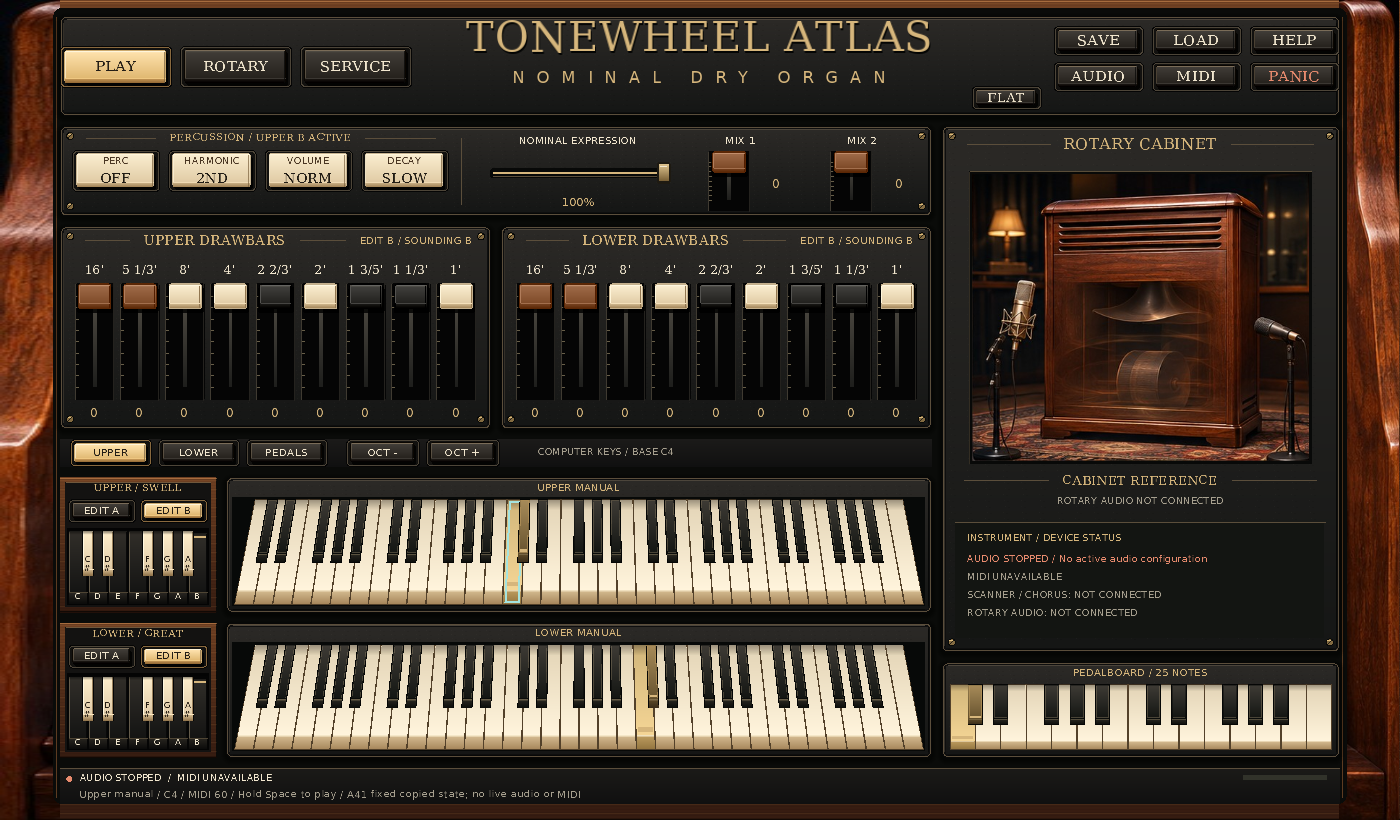 TONEWHEEL ATLAS
NOMINAL DRY ORGAN
PLAY ROTARY SERVICE
SAVE LOAD HELP
AUDIO MIDI PANIC
FLAT
PERCUSSION / UPPER B ACTIVE
PERC HARMONIC VOLUME DECAY
OFF 2ND NORM SLOW
NOMINAL EXPRESSION
100%
MIX 1 MIX 2
0 0
UPPER DRAWBARS EDIT B / SOUNDING B
16' 5 1/3' 8' 4' 2 2/3' 2' 1 3/5' 1 1/3' 1'
0 0 0 0 0 0 0 0 0
LOWER DRAWBARS EDIT B / SOUNDING B
16' 5 1/3' 8' 4' 2 2/3' 2' 1 3/5' 1 1/3' 1'
0 0 0 0 0 0 0 0 0
UPPER LOWER PEDALS OCT - OCT + COMPUTER KEYS / BASE C4
UPPER / SWELL
EDIT A EDIT B
C# D# F# G# A#
C D E F G A B
UPPER MANUAL
LOWER / GREAT
EDIT A EDIT B
C# D# F# G# A#
C D E F G A B
LOWER MANUAL
ROTARY CABINET
CABINET REFERENCE
ROTARY AUDIO NOT CONNECTED
INSTRUMENT / DEVICE STATUS
AUDIO STOPPED / No active audio configuration
MIDI UNAVAILABLE
SCANNER / CHORUS: NOT CONNECTED
ROTARY AUDIO: NOT CONNECTED
PEDALBOARD / 25 NOTES
AUDIO STOPPED / MIDI UNAVAILABLE
Upper manual / C4 / MIDI 60 / Hold Space to play / A41 fixed copied state; no live audio or MIDI